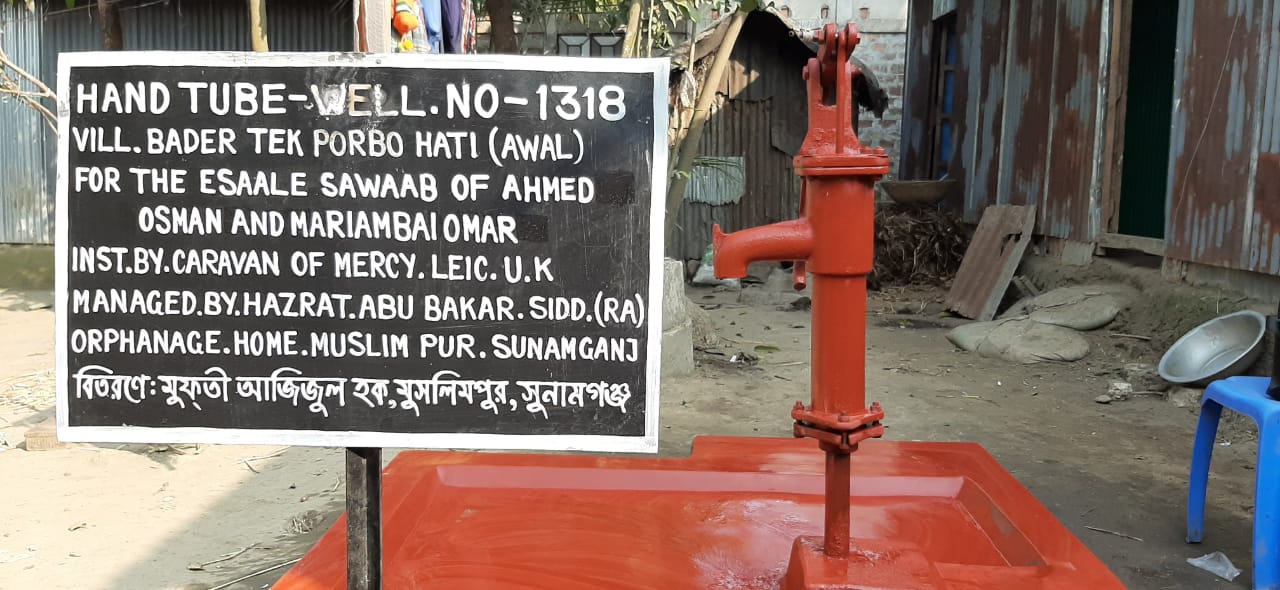 HAND TUBE-WELL.NO-1318
VILL.BADER TEK PORBO HATI (AWAL)
FOR THE ESAALE SAWAAB OF AHMED
OSMAN AND MARIAMBAI OMAR
INST.BY.CARAVAN OF MERCY.LEIC.U.K
MANAGED.BY.HAZRAT.ABU BAKAR.SIDD.(RA)
ORPHANAGE.HOME.MUSLIM PUR.SUNAMGANJ
বিতরণে: মুফ্তী আজিজুল হক,মুসলিমপুর,সুনামগঞ্জ